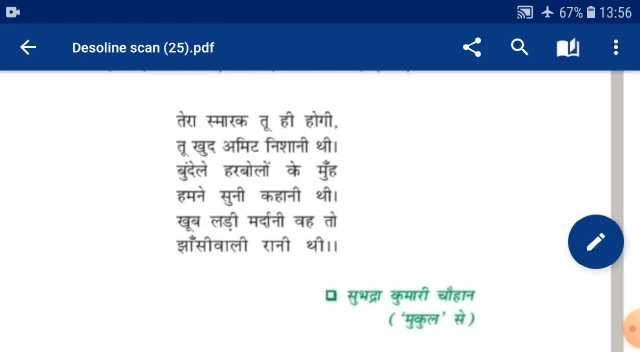 67% 13:56
Desoline scan (25).pdf
तेरा स्मारक तू ही होगी,
तू खुद अमिट निशानी थी।
बुंदेले हरबोलों के मुँह
हमने सुनी कहानी थी।
खूब लड़ी मर्दानी वह तो
झाँसीवाली रानी थी।।
सुभद्रा कुमारी चौहान
( 'मुकुल' से )